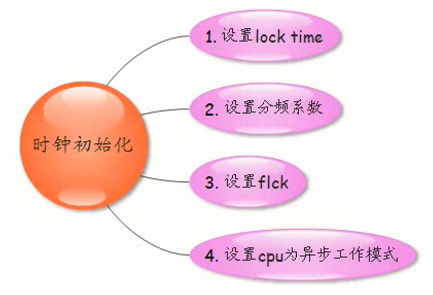 时钟初始化
1. 设置lock time
2. 设置分频系数
3. 设置flck
4. 设置cpu为异步工作模式